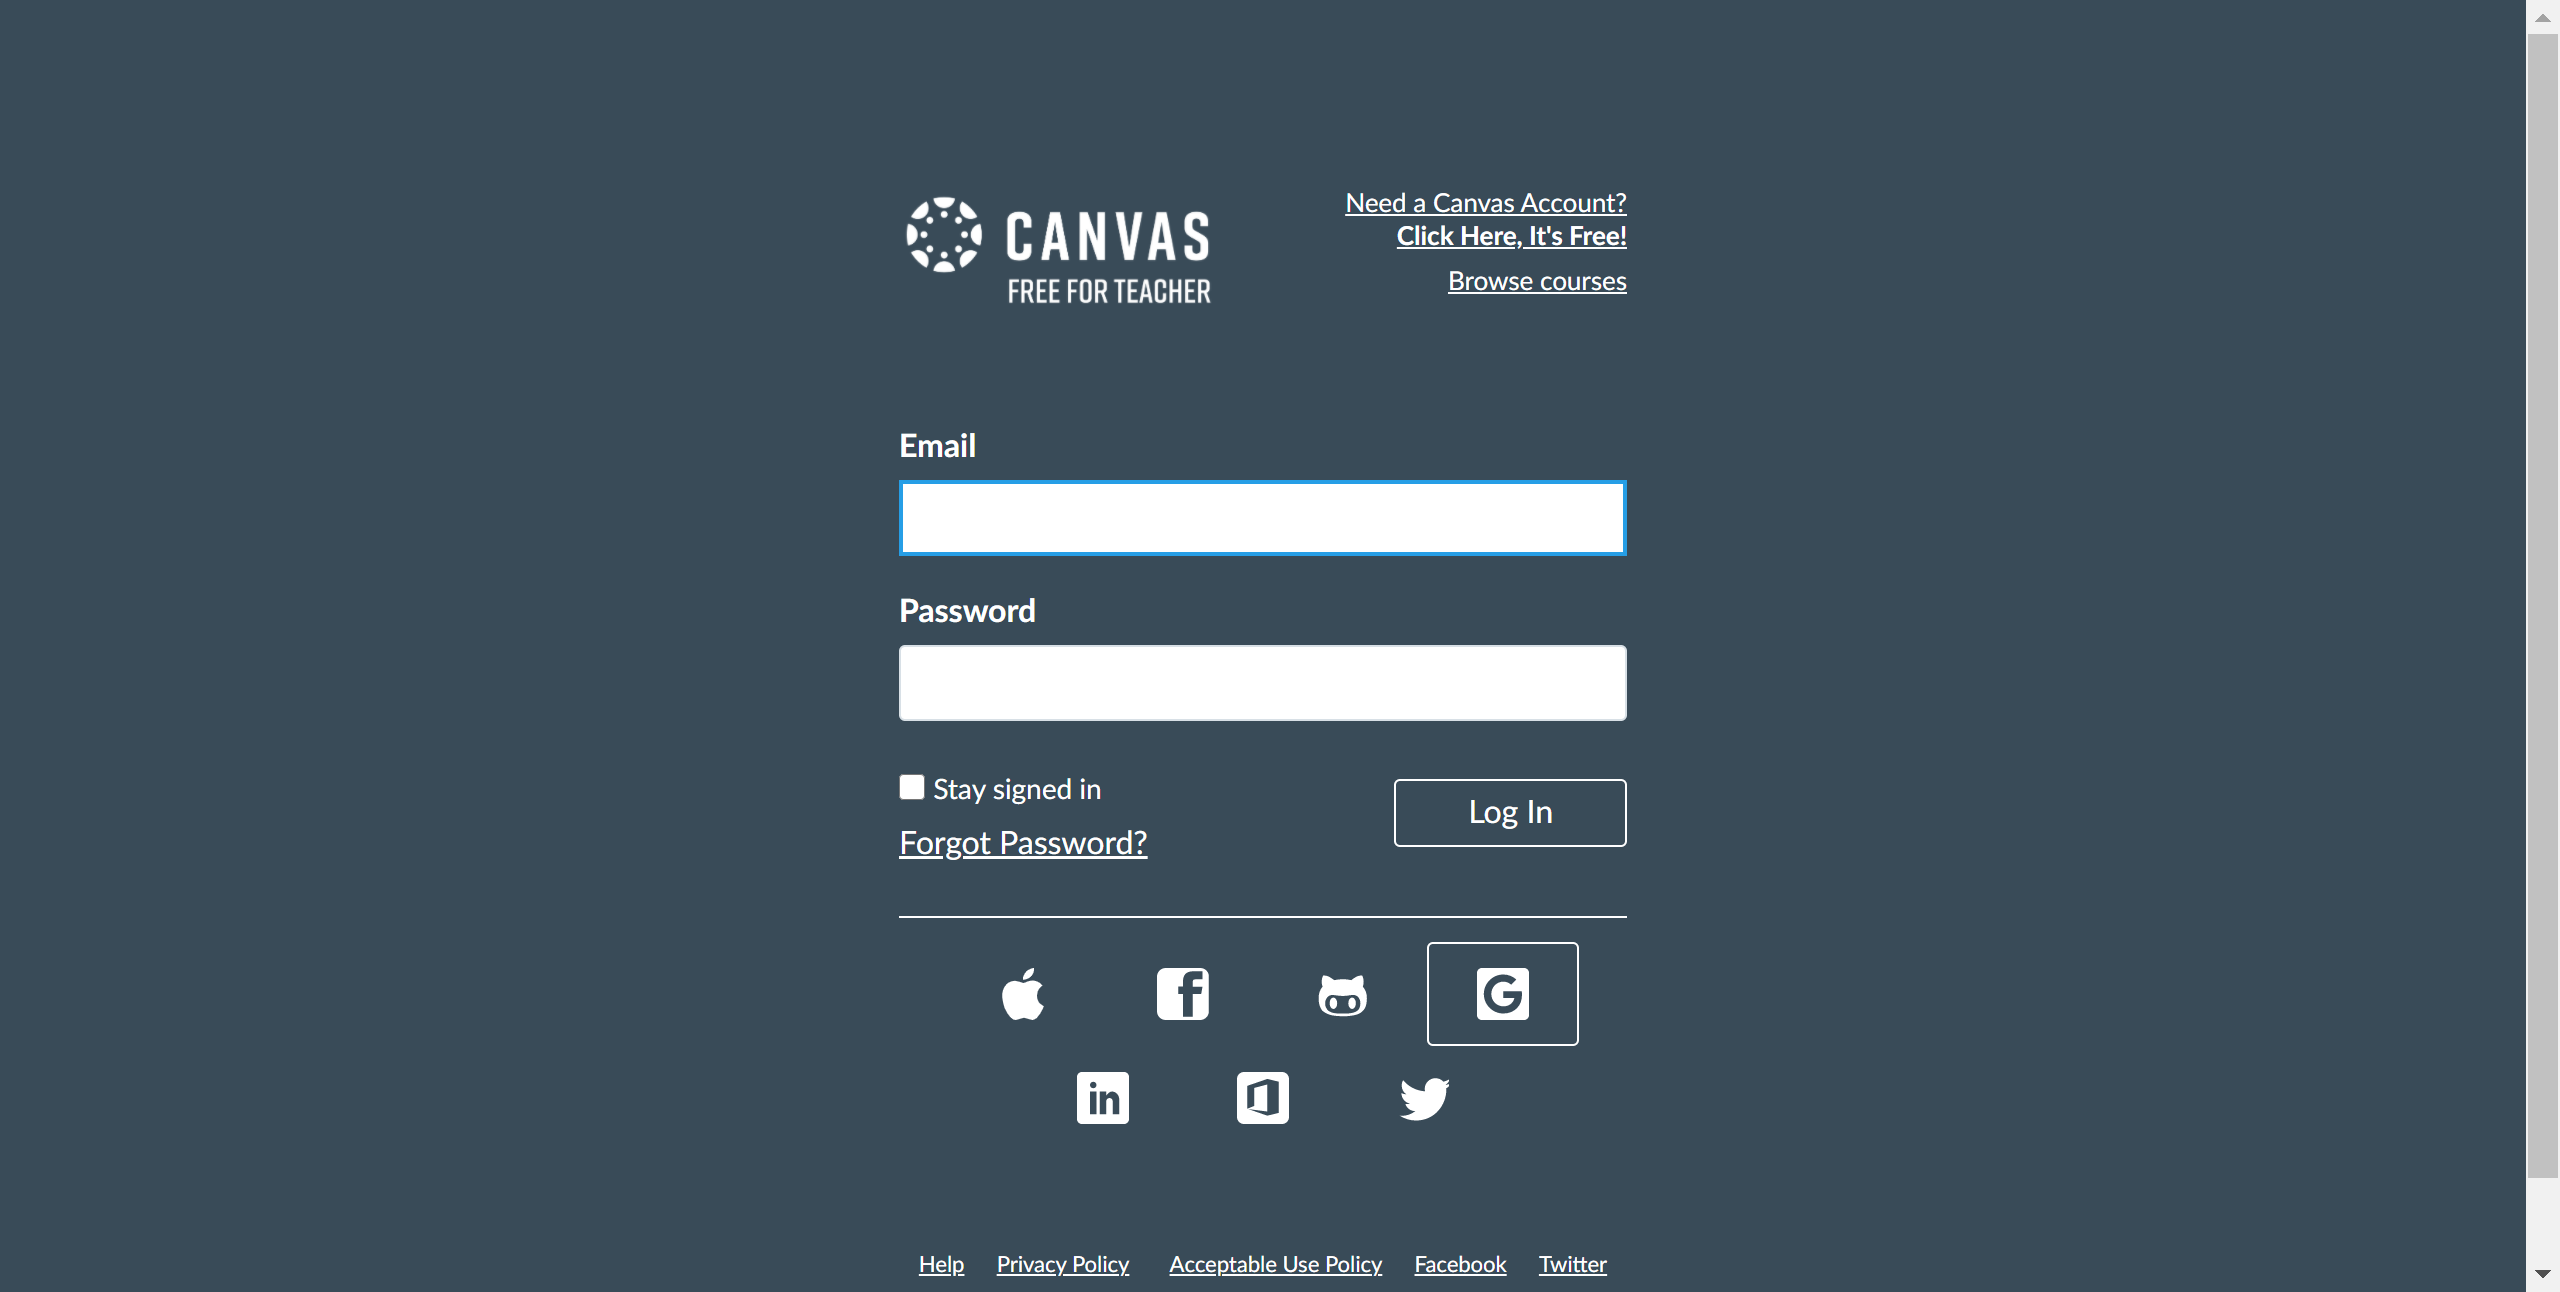 CANVAS
FREE FOR TEACHER
Need a Canvas Account?
Click Here, It's Free!
Browse courses
Email
Password
Stay signed in
Forgot Password?
Log In
Help Privacy Policy Acceptable Use Policy Facebook Twitter